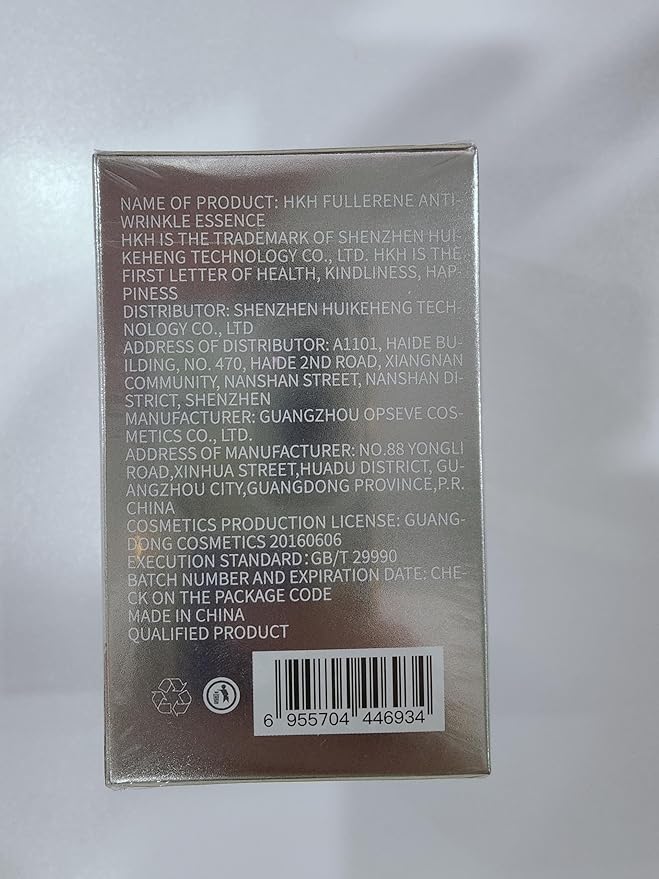 NAME OF PRODUCT: HKH FULLERENE ANTI-
WRINKLE ESSENCE
HKH IS THE TRADEMARK OF SHENZHEN HUI-
KEHENG TECHNOLOGY CO., LTD. HKH IS THE
FIRST LETTER OF HEALTH, KINDLINESS, HAP-
PINESS
DISTRIBUTOR: SHENZHEN HUIKEHENG TECH-
NOLOGY CO., LTD
ADDRESS OF DISTRIBUTOR: A1101, HAIDE BU-
ILDING, NO. 470, HAIDE 2ND ROAD, XIANGNAN
COMMUNITY, NANSHAN STREET, NANSHAN DI-
STRICT, SHENZHEN
MANUFACTURER: GUANGZHOU OPSEVE COS-
METICS CO., LTD.
ADDRESS OF MANUFACTURER: NO.88 YONGLI
ROAD,XINHUA STREET,HUADU DISTRICT, GU-
ANGZHOU CITY,GUANGDONG PROVINCE,P.R.
CHINA
COSMETICS PRODUCTION LICENSE: GUANG-
DONG COSMETICS 20160606
EXECUTION STANDARD:GB/T 29990
BATCH NUMBER AND EXPIRATION DATE: CHE-
CK ON THE PACKAGE CODE
MADE IN CHINA
QUALIFIED PRODUCT
6 955704 446934